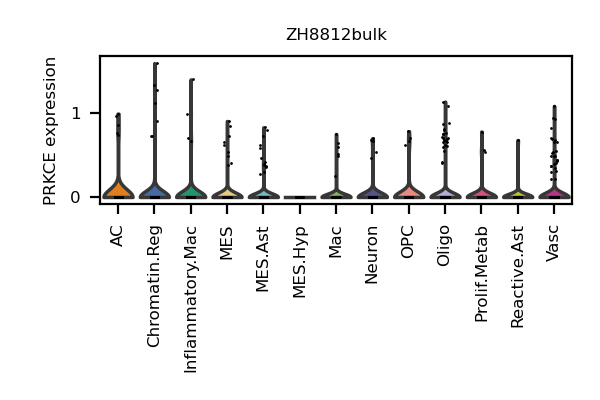 ZH8812bulk
PRKCE expression
1
0
AC
Chromatin.Reg
Inflammatory.Mac
MES
MES.Ast
MES.Hyp
Mac
Neuron
OPC
Oligo
Prolif.Metab
Reactive.Ast
Vasc